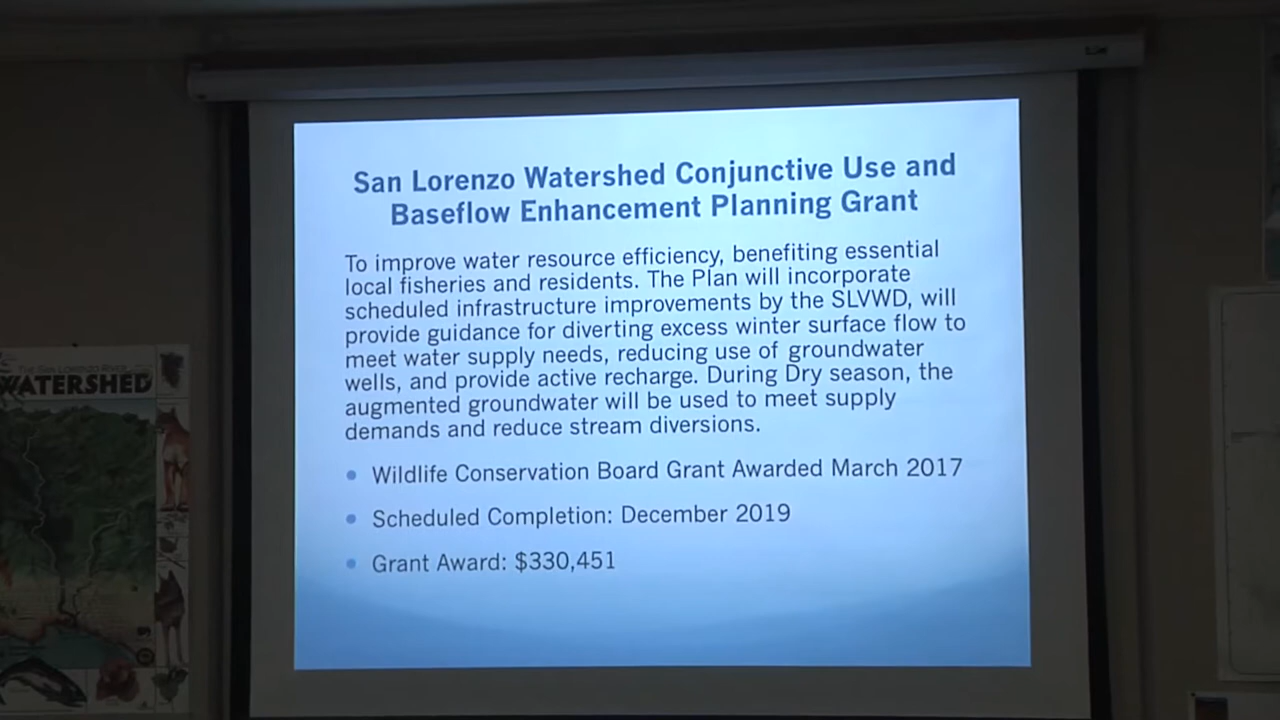 San Lorenzo Watershed Conjunctive Use and
Baseflow Enhancement Planning Grant
To improve water resource efficiency, benefiting essential
local fisheries and residents. The Plan will incorporate
scheduled infrastructure improvements by the SLVWD, will
provide guidance for diverting excess winter surface flow to
meet water supply needs, reducing use of groundwater
wells, and provide active recharge. During Dry season, the
augmented groundwater will be used to meet supply
demands and reduce stream diversions.
• Wildlife Conservation Board Grant Awarded March 2017
• Scheduled Completion: December 2019
• Grant Award: $330,451
The San Lorenzo River
WATERSHED